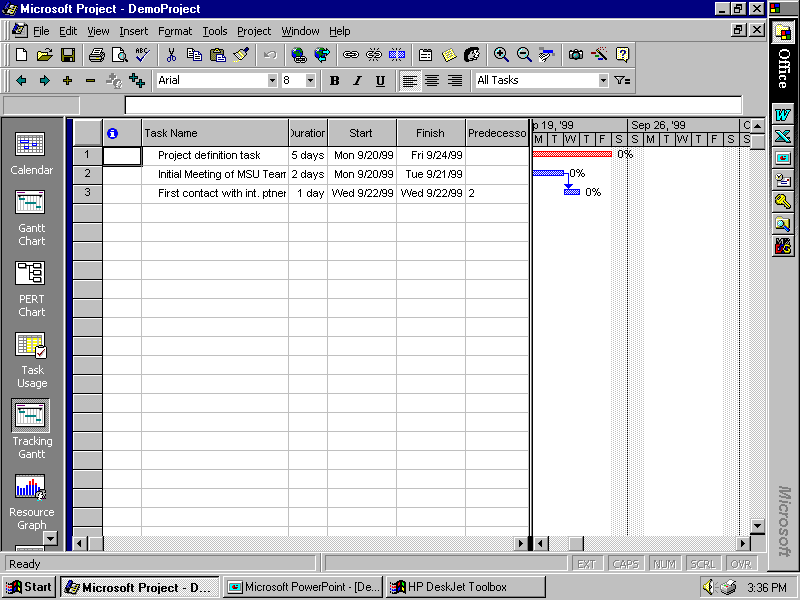 Microsoft Project - DemoProject
File Edit View Insert Format Tools Project Window Help
Arial 8 B I U All Tasks
Task Name Duration Start Finish Predecesso
p 19, '99 Sep 26, '99
M T W T F S S M T W T F S S
1 Project definition task 5 days Mon 9/20/99 Fri 9/24/99 0%
2 Initial Meeting of MSU Team 2 days Mon 9/20/99 Tue 9/21/99 0%
3 First contact with int. ptner 1 day Wed 9/22/99 Wed 9/22/99 2 0%
Calendar
Gantt
Chart
PERT
Chart
Task
Usage
Tracking
Gantt
Resource
Graph
Office
Microsoft
Ready EXT CAPS NUM SCRL OVR
Start Microsoft Project - D... Microsoft PowerPoint - [De... HP DeskJet Toolbox 3:36 PM